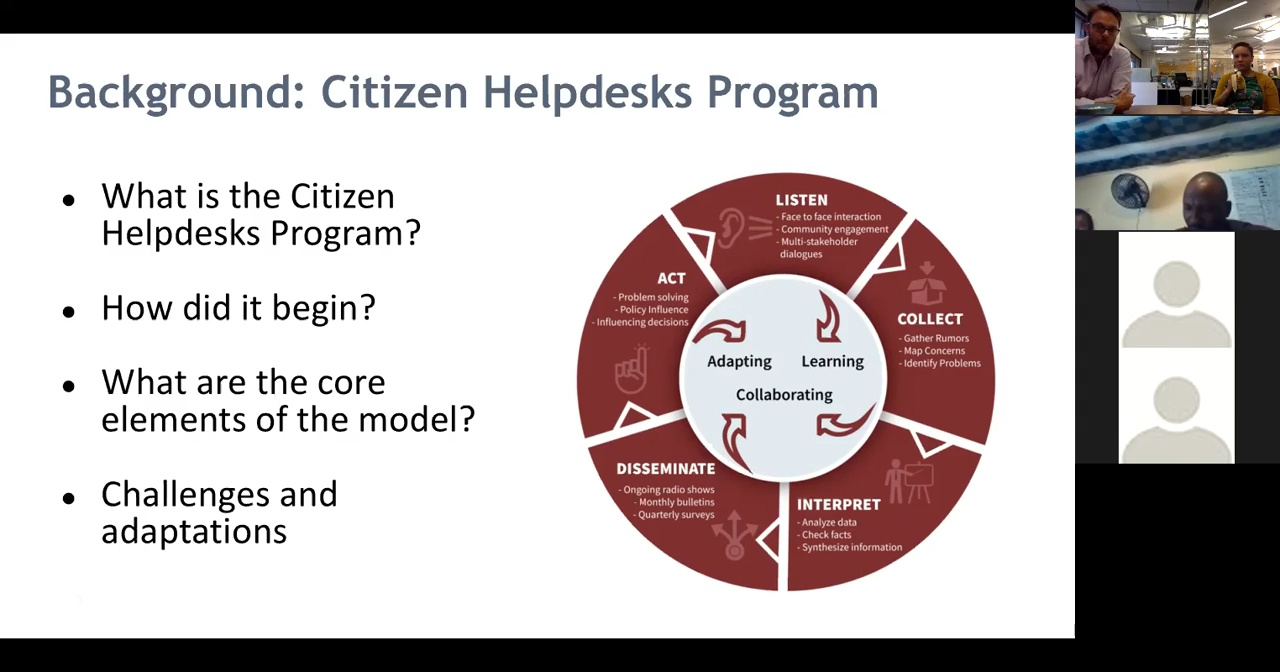 Background: Citizen Helpdesks Program
• What is the Citizen
Helpdesks Program?
• How did it begin?
• What are the core
elements of the model?
• Challenges and
adaptations
LISTEN
- Face to face interaction
- Community engagement
- Multi-stakeholder
dialogues
COLLECT
- Gather Rumors
- Map Concerns
- Identify Problems
INTERPRET
- Analyze data
- Check facts
- Synthesize information
DISSEMINATE
- Ongoing radio shows
- Monthly bulletins
- Quarterly surveys
ACT
- Problem solving
- Policy Influence
- Influencing decisions
Adapting
Learning
Collaborating